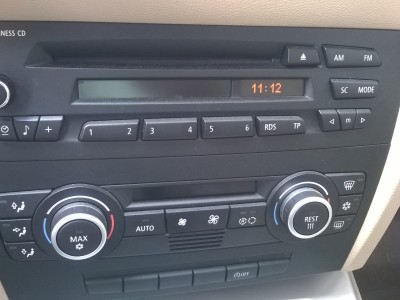 NESS CD
AM FM
11:12
SC MODE
1 2 3 4 5 6 RDS TP
m
MAX AUTO REST
OFF